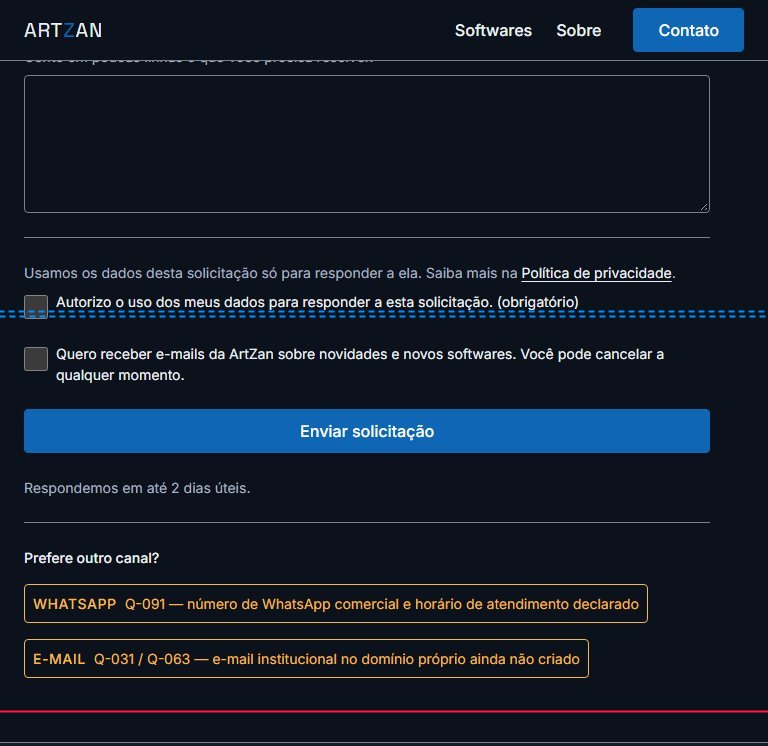 ARTZAN
Softwares
Sobre
Contato
Usamos os dados desta solicitação só para responder a ela. Saiba mais na Política de privacidade.
Autorizo o uso dos meus dados para responder a esta solicitação. (obrigatório)
Quero receber e-mails da ArtZan sobre novidades e novos softwares. Você pode cancelar a
qualquer momento.
Enviar solicitação
Respondemos em até 2 dias úteis.
Prefere outro canal?
WHATSAPP Q-091 — número de WhatsApp comercial e horário de atendimento declarado
E-MAIL Q-031 / Q-063 — e-mail institucional no domínio próprio ainda não criado